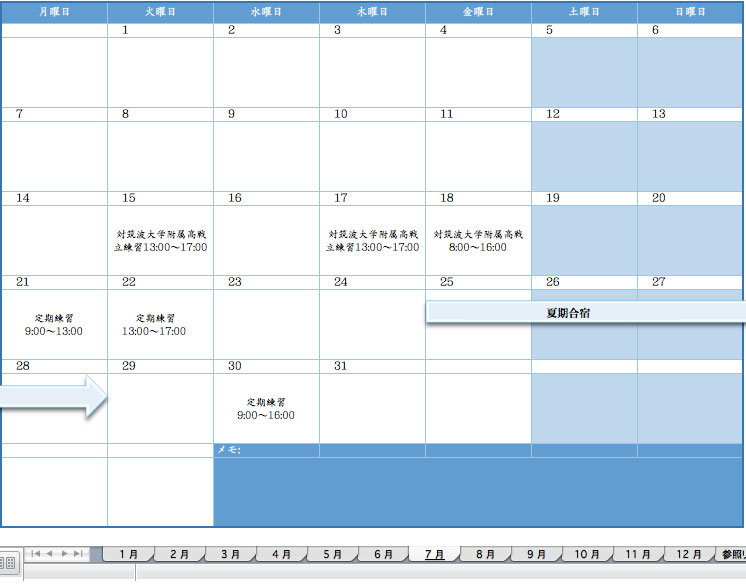 月曜日 火曜日 水曜日 木曜日 金曜日 土曜日 日曜日
1 2 3 4 5 6
7 8 9 10 11 12 13
14 15 16 17 18 19 20
対筑波大学附属高戦 対筑波大学附属高戦 対筑波大学附属高戦
立練習13:00〜17:00 立練習13:00〜17:00 8:00〜16:00
21 22 23 24 25 26 27
定期練習 定期練習 夏期合宿
9:00〜13:00 13:00〜17:00
28 29 30 31
定期練習
9:00〜16:00
メモ:
1月 2月 3月 4月 5月 6月 7月 8月 9月 10月 11月 12月 参照